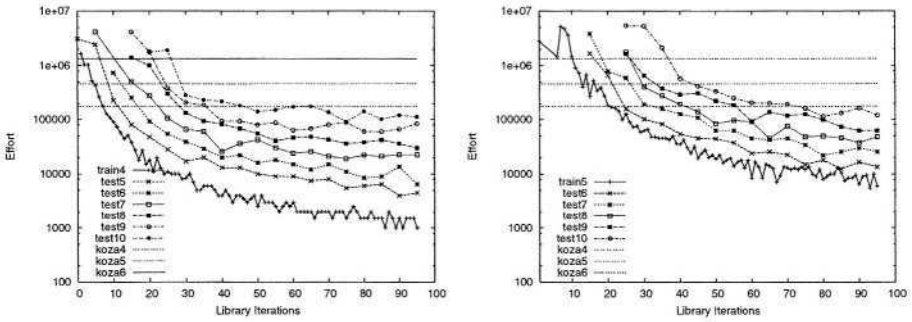 1e+07
1e+06
100000
10000
1000
100
Effort
train4
test5
test6
test7
test8
test9
test10
koza4
koza5
koza6
0 10 20 30 40 50 60 70 80 90 100
Library Iterations
1e+07
1e+06
100000
10000
1000
100
Effort
train5
test6
test7
test8
test9
test10
koza4
koza5
koza6
10 20 30 40 50 60 70 80 90 100
Library Iterations